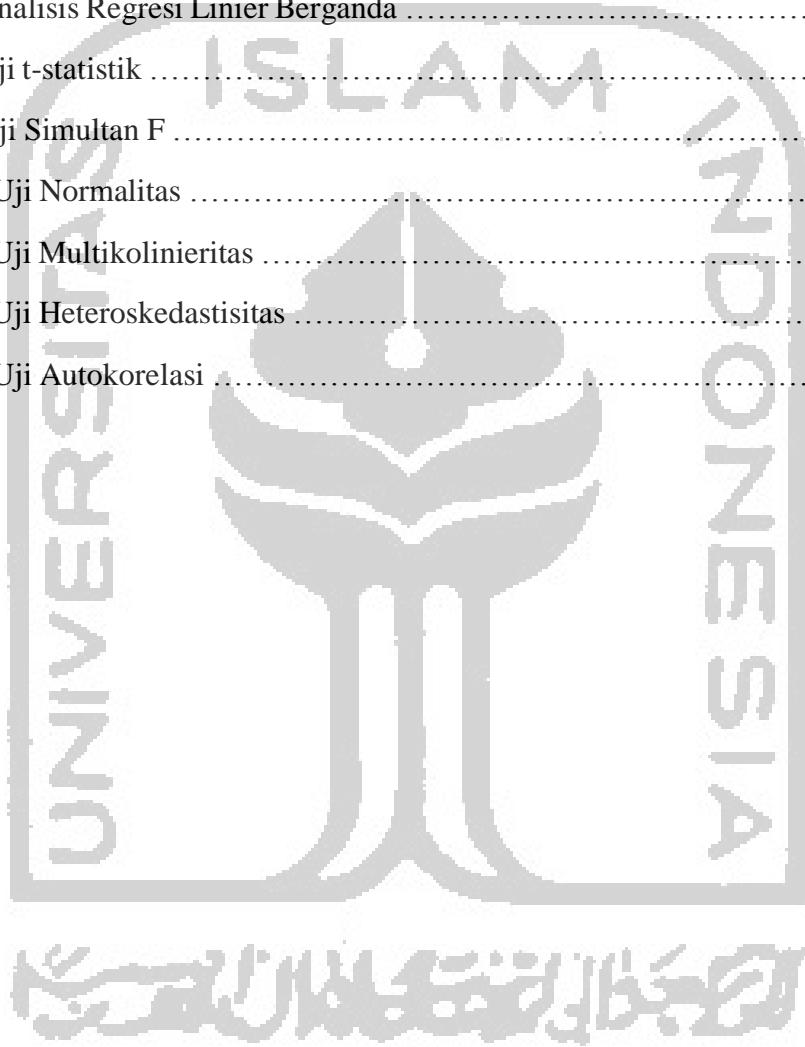 nalisis Regresi Linier Berganda ………………………………………
ji t-statistik ………………………………………………………………
ji Simultan F ……………………………………………………………
Uji Normalitas …………………………………………………………
Uji Multikolinieritas ……………………………………………………
Uji Heteroskedastisitas …………………………………………………
Uji Autokorelasi …………………………………………………………
ISLAM
UNIVERSITAS
INDONESIA